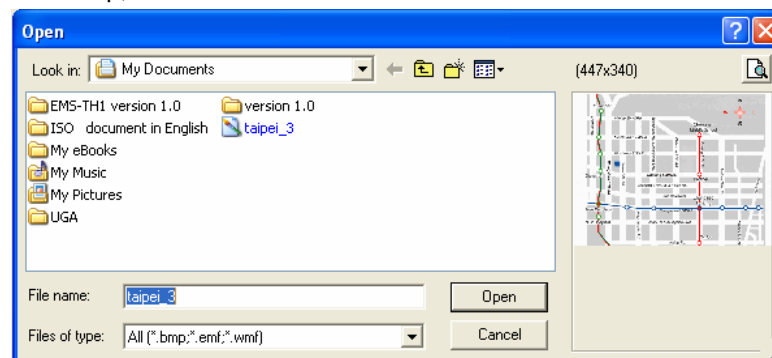 Open
Look in: My Documents (447x340)
EMS-TH1 version 1.0 version 1.0
ISO document in English taipei_3
My eBooks
My Music
My Pictures
UGA
File name: taipei_3 Open
Files of type: All (*.bmp;*.emf;*.wmf) Cancel